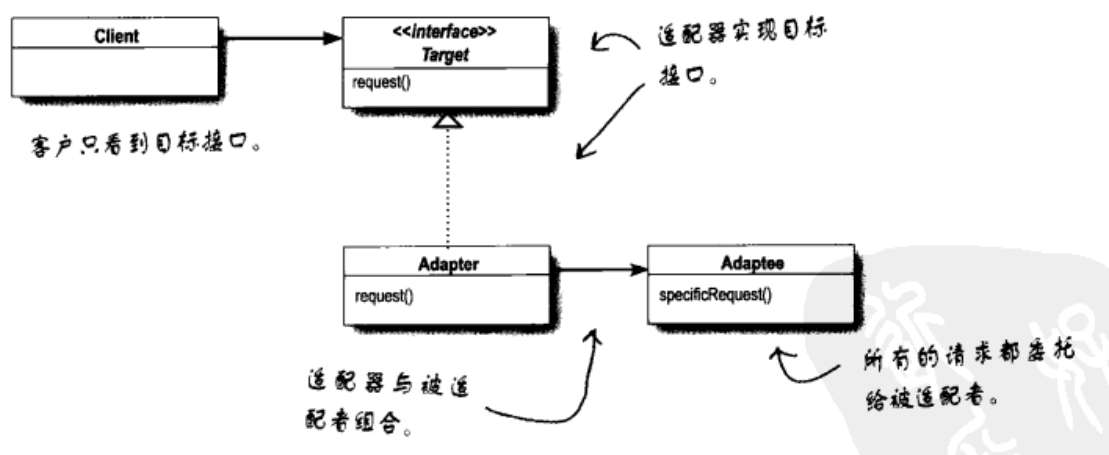 Client
<<interface>>
Target
request()
适配器实现目标
接口。
客户只看到目标接口。
Adapter
request()
Adaptee
specificRequest()
适配器与被适
配者组合。
所有的请求都委托
给被适配者。